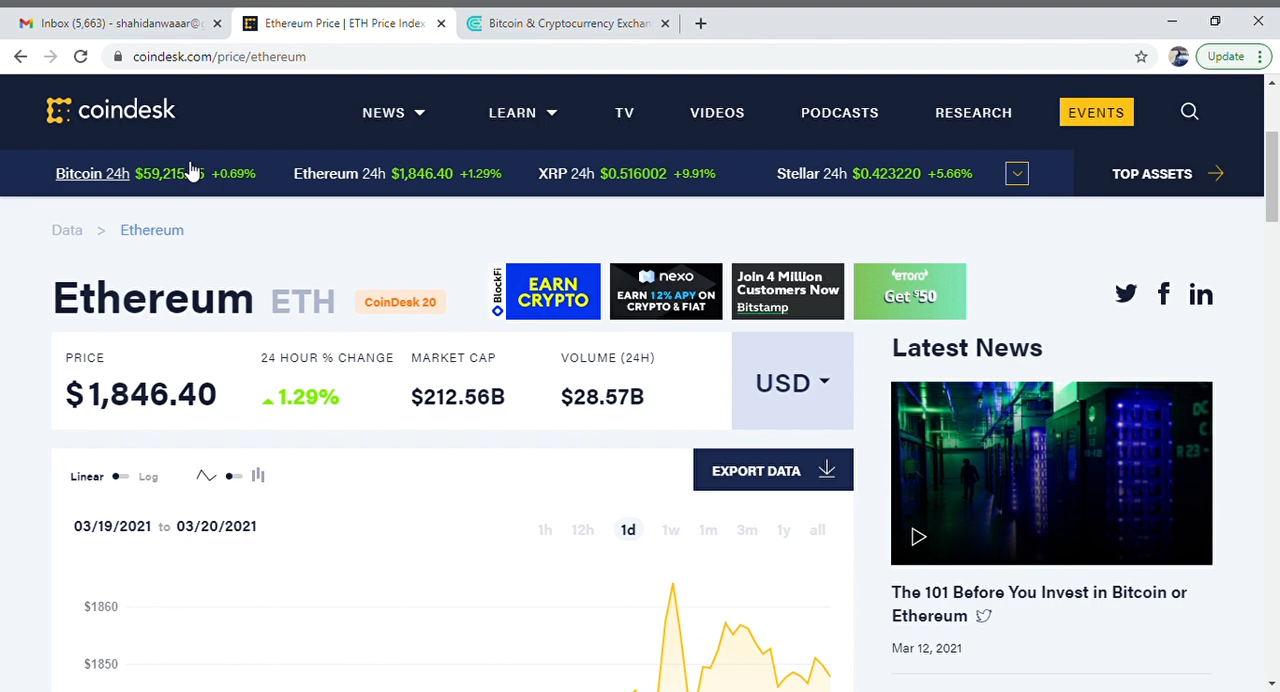 Inbox (5,663) - shahidanwaaar@g
Ethereum Price | ETH Price Index
Bitcoin & Cryptocurrency Exchan
coindesk.com/price/ethereum
Update
coindesk
NEWS
LEARN
TV
VIDEOS
PODCASTS
RESEARCH
EVENTS
Bitcoin 24h +0.69%
Ethereum 24h $1,846.40 +1.29%
XRP 24h $0.516002 +9.91%
Stellar 24h $0.423220 +5.66%
TOP ASSETS
Data > Ethereum
Ethereum ETH CoinDesk 20
BlockFi
EARN
CRYPTO
nexo
EARN 12% APY ON
CRYPTO & FIAT
Join 4 Million
Customers Now
Bitstamp
eToro
Get $50
PRICE
$1,846.40
24 HOUR % CHANGE
1.29%
MARKET CAP
$212.56B
VOLUME (24H)
$28.57B
USD
Latest News
Linear Log
EXPORT DATA
03/19/2021 to 03/20/2021
1h 12h 1d 1w 1m 3m 1y all
$1860
$1850
The 101 Before You Invest in Bitcoin or
Ethereum
Mar 12, 2021